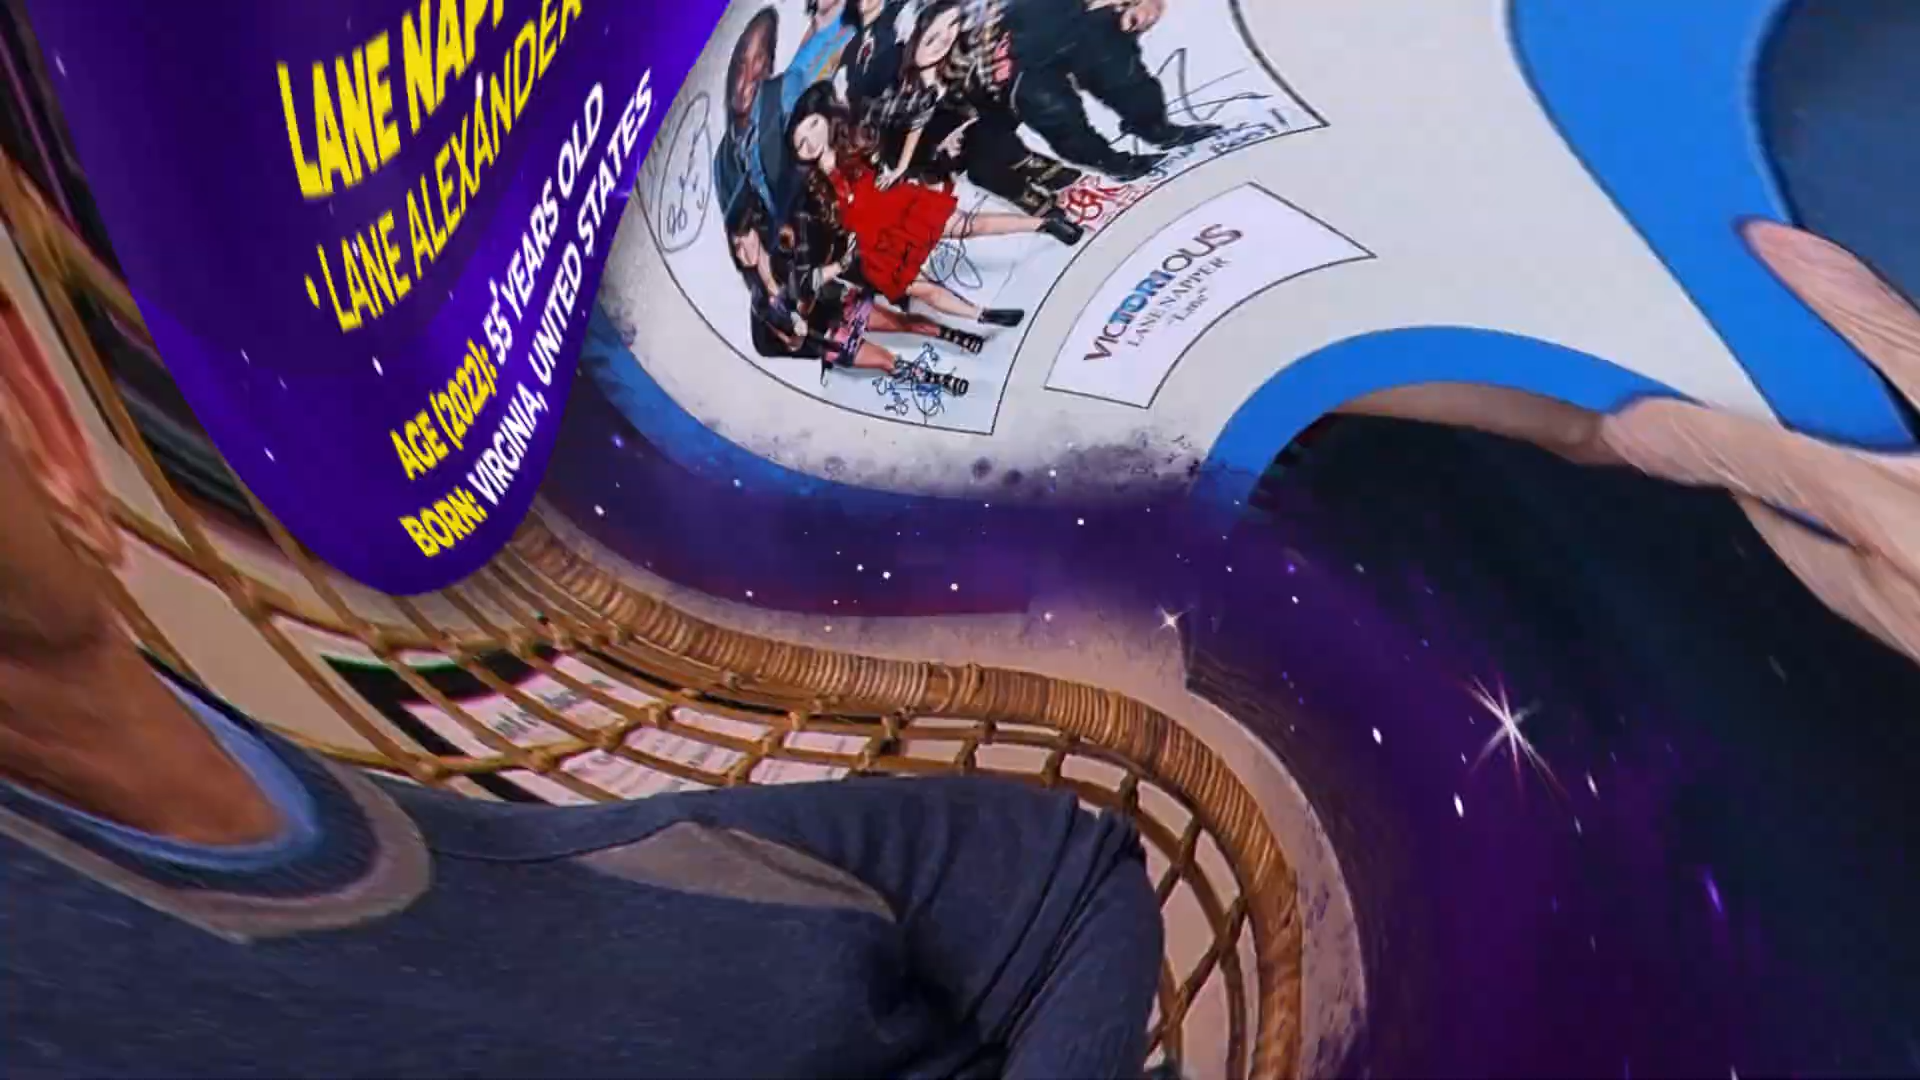 LANE NAPP
LANE ALEXANDER
AGE (2022): 55 YEARS OLD
BORN: VIRGINIA, UNITED STATES
VICTORIOUS
LANE NAPPER
"Lane"